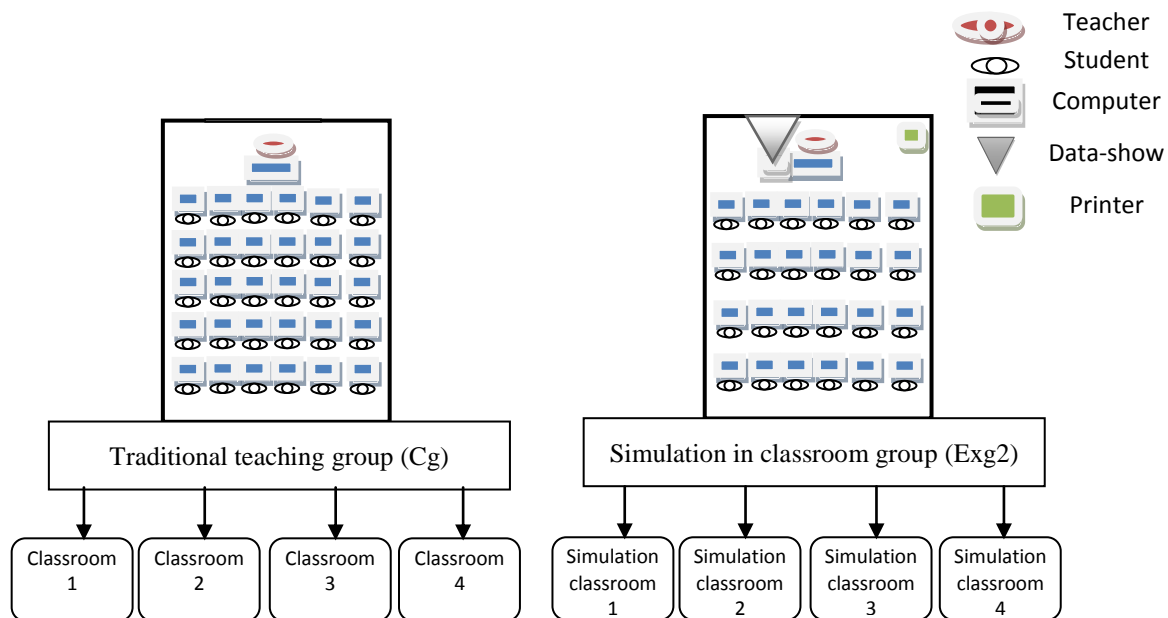 Teacher
Student
Computer
Data-show
Printer
Traditional teaching group (Cg)
Simulation in classroom group (Exg2)
Classroom
1
Classroom
2
Classroom
3
Classroom
4
Simulation
classroom
1
Simulation
classroom
2
Simulation
classroom
3
Simulation
classroom
4